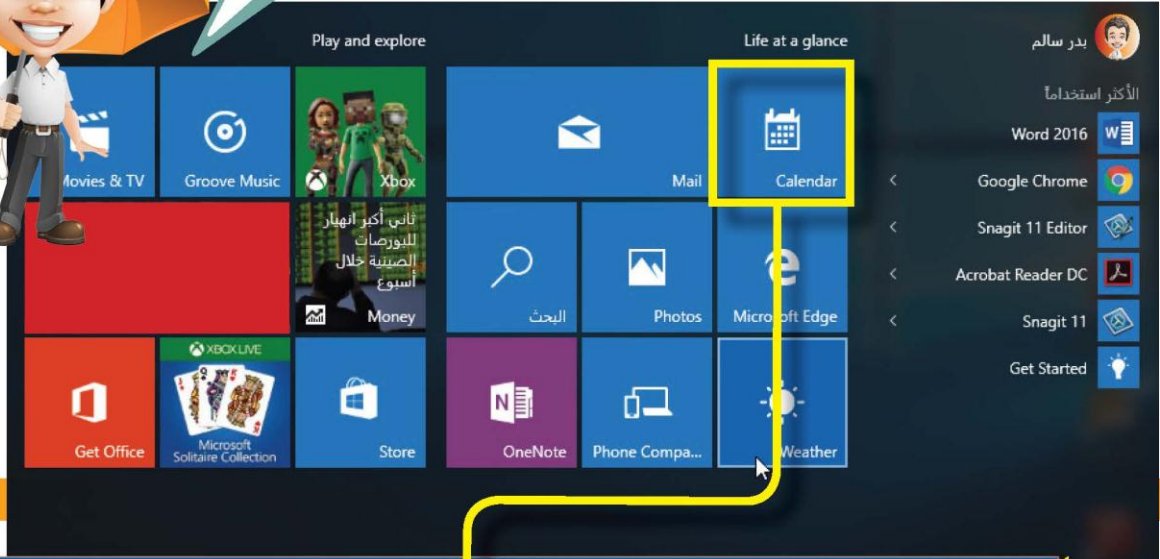 Play and explore
Life at a glance
بدر سالم
الأكثر استخداماً
Word 2016
Google Chrome
Snagit 11 Editor
Acrobat Reader DC
Snagit 11
Get Started
Movies & TV
Groove Music
Xbox
Mail
Calendar
ثاني أكبر انهيار
للبورصات
الصينية خلال
أسبوع
Money
البحث
Photos
Microsoft Edge
Get Office
XBOX LIVE
Microsoft
Solitaire Collection
Store
OneNote
Phone Compa...
Weather